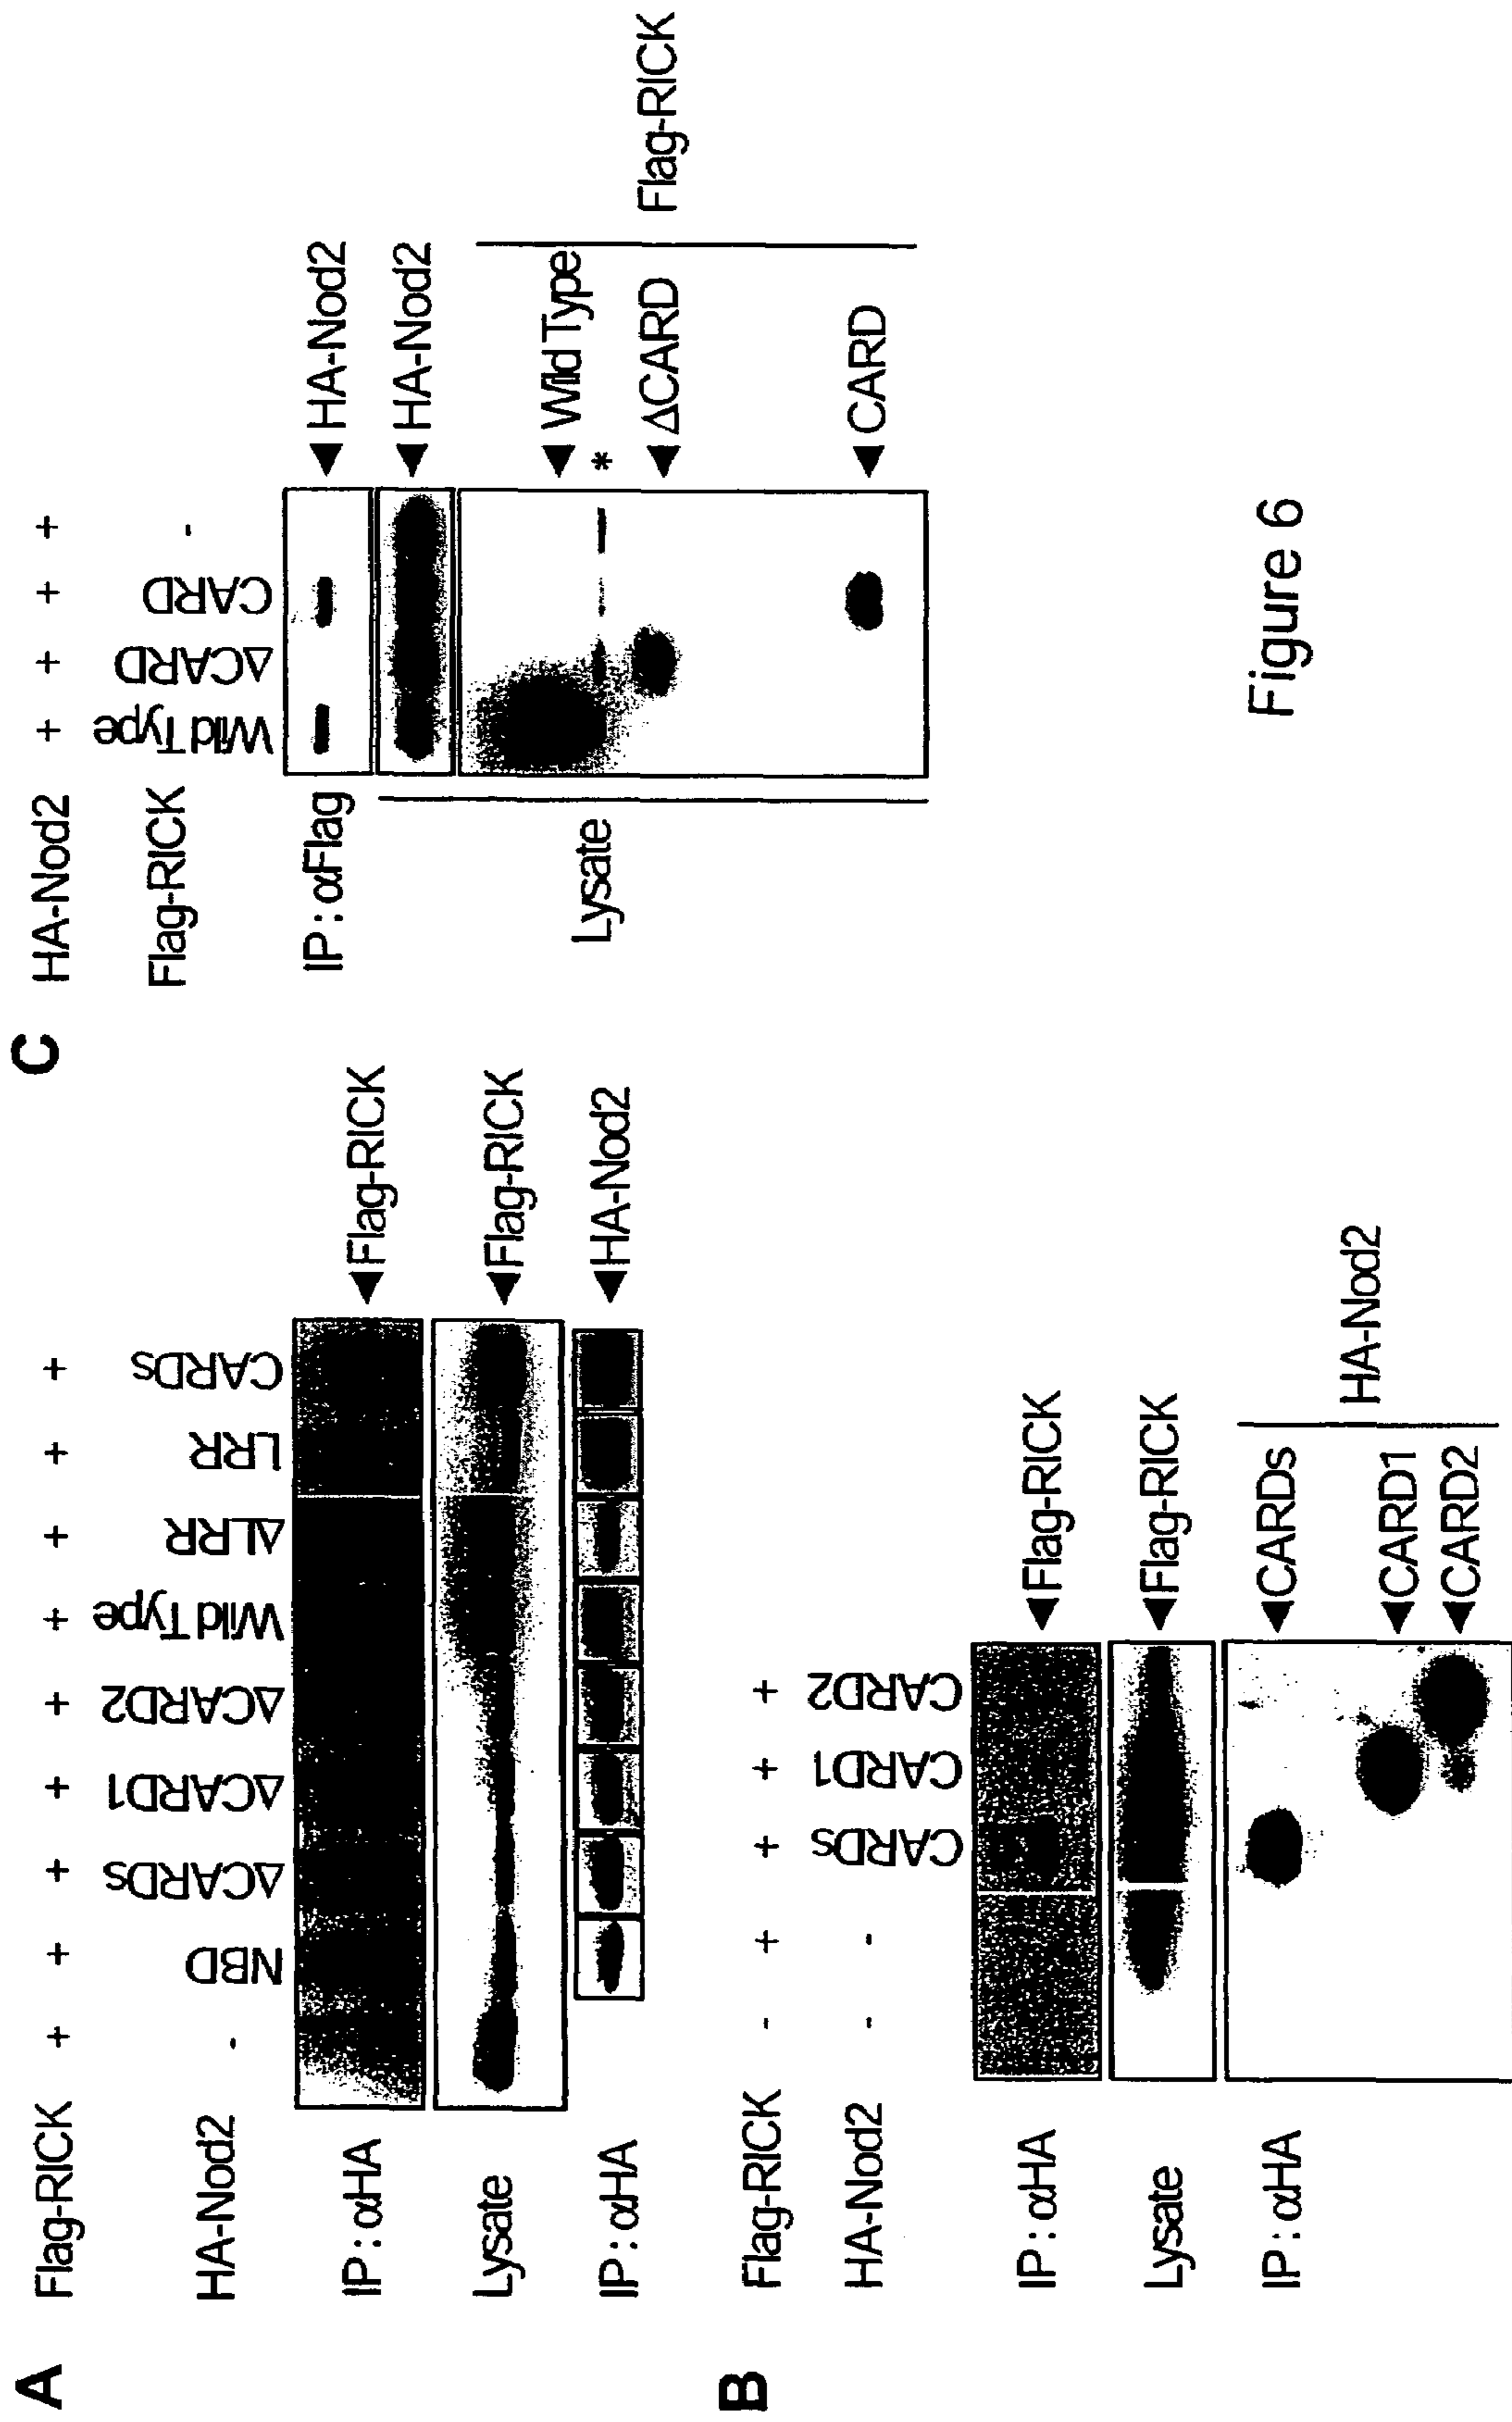 A
Flag-RICK + + + + + + + + +
HA-Nod2 - NBD ΔCARDs ΔCARD1 ΔCARD2 Wild Type ΔLRR LRR CARDs
IP : αHA ◀Flag-RICK
Lysate ◀Flag-RICK
IP : αHA ◀HA-Nod2
B
Flag-RICK - + + + +
HA-Nod2 - - CARDs CARD1 CARD2
IP : αHA ◀Flag-RICK
Lysate ◀Flag-RICK
IP : αHA ◀CARDs
◀CARD1
◀CARD2
HA-Nod2
C
HA-Nod2 + + + +
Flag-RICK Wild Type ΔCARD CARD -
IP : αFlag ◀HA-Nod2
◀HA-Nod2
Lysate
◀Wild Type
*
◀ΔCARD
◀CARD
Flag-RICK
Figure 6